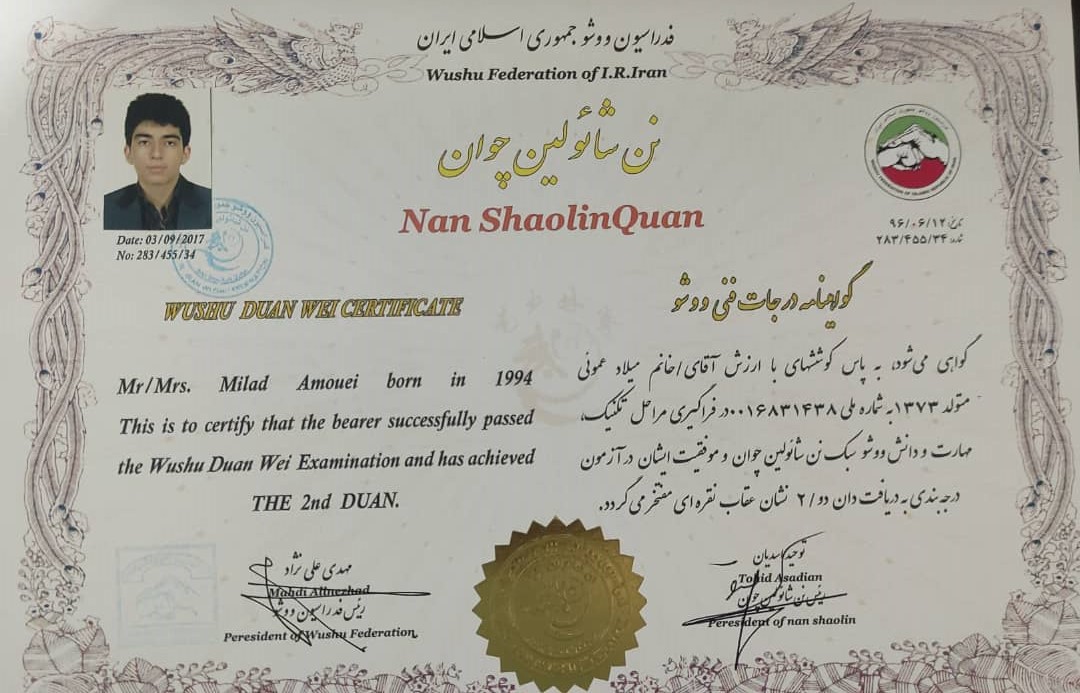 فدراسیون ووشو جمهوری اسلامی ایران
Wushu Federation of I.R.Iran
نن شائولین چوان
Nan ShaolinQuan
Date: 03/09/2017
No: 283/455/34
تاریخ: ۹۶/۰۶/۱۲
شماره: ۲۸۳/۴۵۵/۳۴
WUSHU DUAN WEI CERTIFICATE
Mr/Mrs. Milad Amouei born in 1994
This is to certify that the bearer successfully passed
the Wushu Duan Wei Examination and has achieved
THE 2nd DUAN.
گواهینامه درجات فنی ووشو
گواهی می‌شود، به پاس کوششهای با ارزش آقای/خانم میلاد عموئی
متولد ۱۳۷۳ به شماره ملی ۰۰۱۶۸۳۱۴۳۸ در فراگیری مراحل تکنیک،
مهارت و دانش ووشو سبک نن شائولین چوان و موفقیت ایشان در آزمون
درجه بندی به دریافت دان دو/۲ نشان عقاب نقره ای مفتخر می گردد.
مهدی علی نژاد
Mahdi Alinezhad
رئیس فدراسیون ووشو
Peresident of Wushu Federation
توحید اسدیان
Tohid Asadian
رئیس نن شائولین چوان
Peresident of nan shaolin